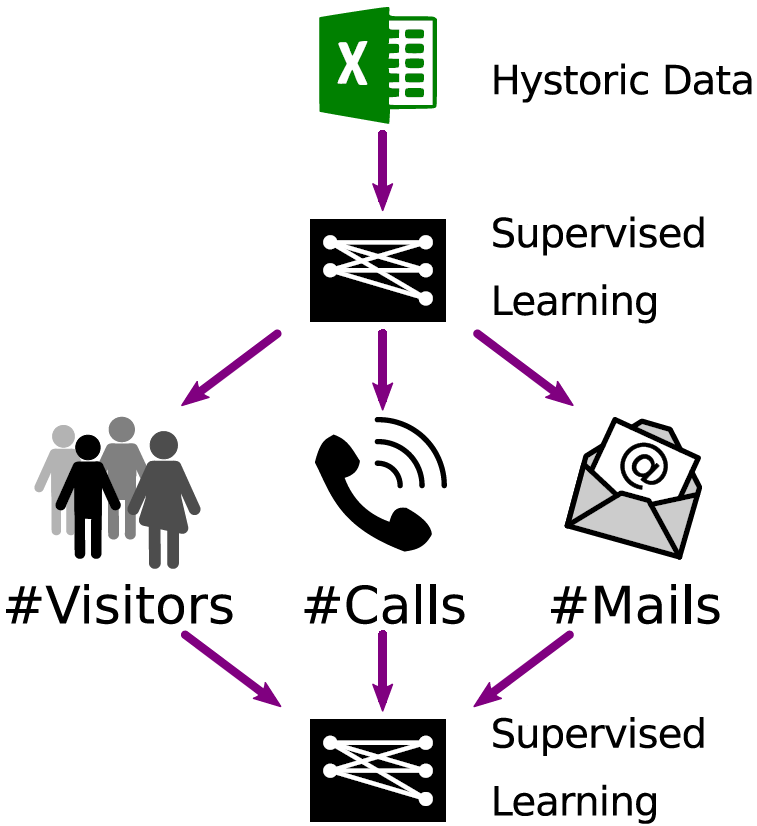 X
Hystoric Data
Supervised
Learning
@
#Visitors
#Calls
#Mails
Supervised
Learning